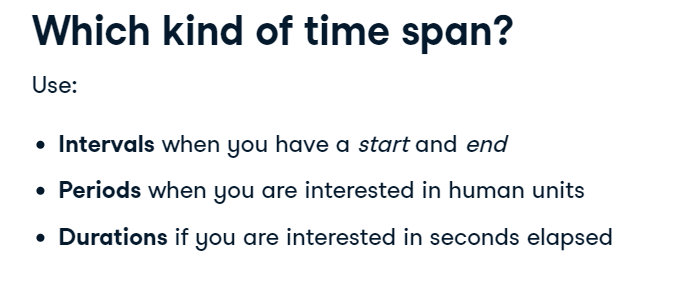 Which kind of time span?
Use:
• Intervals when you have a start and end
• Periods when you are interested in human units
• Durations if you are interested in seconds elapsed